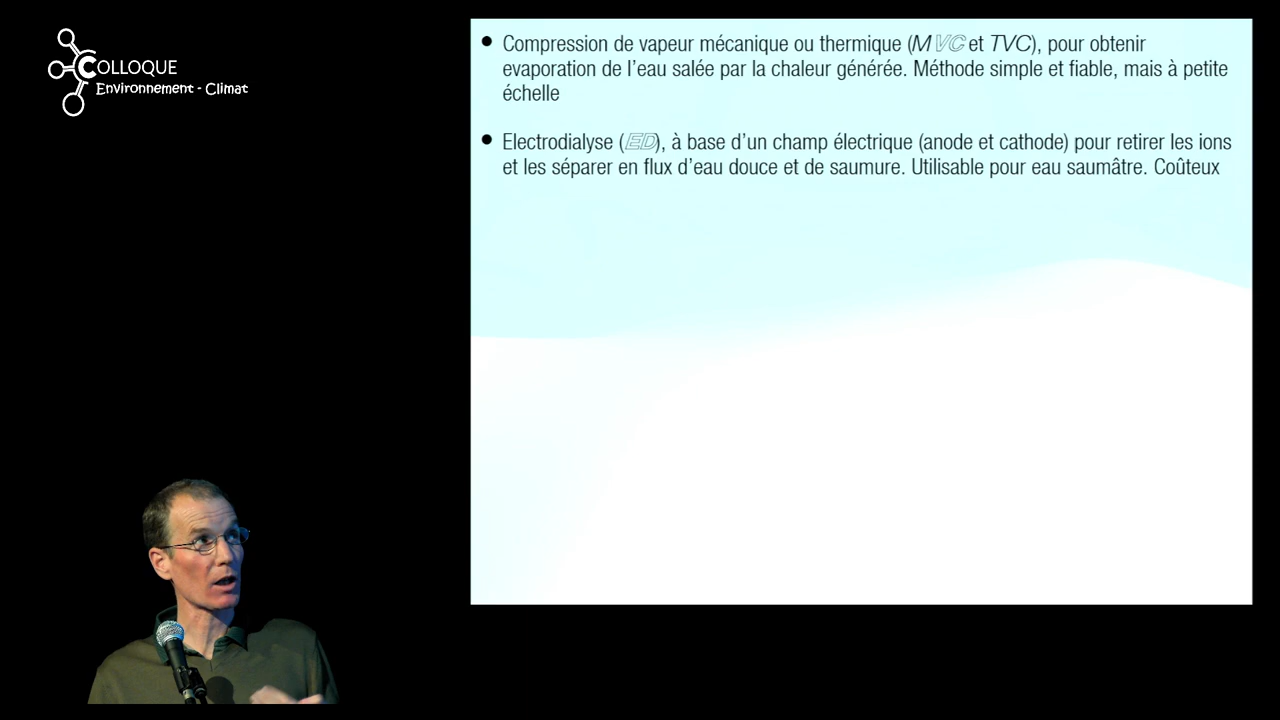 COLLOQUE
Environnement - Climat
• Compression de vapeur mécanique ou thermique (MVC et TVC), pour obtenir
evaporation de l'eau salée par la chaleur générée. Méthode simple et fiable, mais à petite
échelle
• Electrodialyse (ED), à base d'un champ électrique (anode et cathode) pour retirer les ions
et les séparer en flux d'eau douce et de saumure. Utilisable pour eau saumâtre. Coûteux